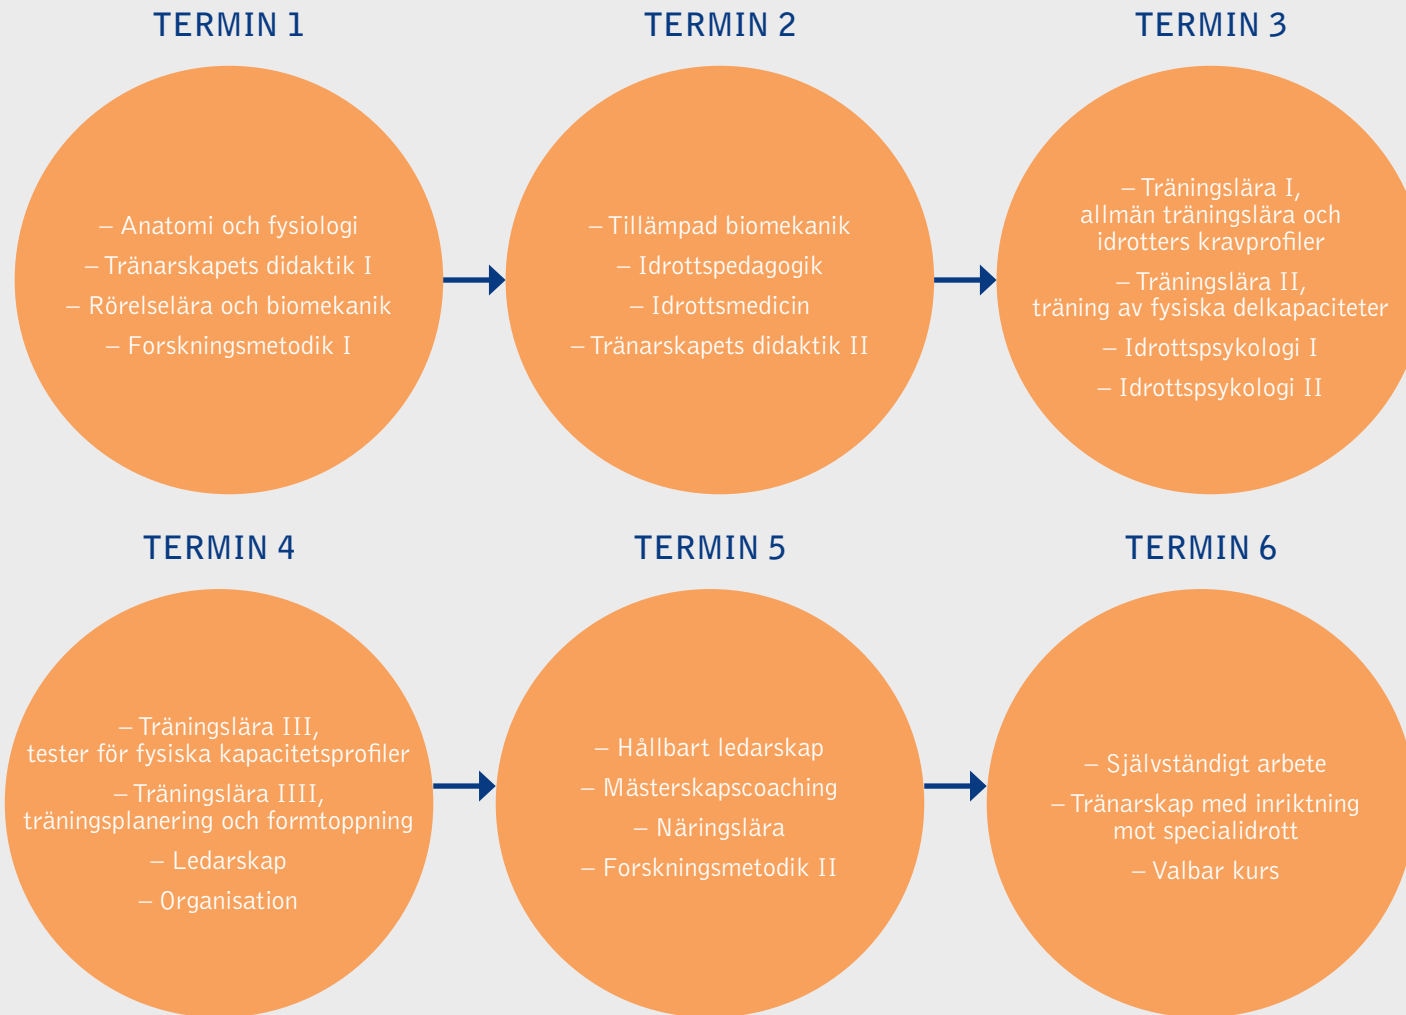 TERMIN 1
– Anatomi och fysiologi
– Tränarskapets didaktik I
– Rörelselära och biomekanik
– Forskningsmetodik I
TERMIN 2
– Tillämpad biomekanik
– Idrottspedagogik
– Idrottsmedicin
– Tränarskapets didaktik II
TERMIN 3
– Träningslära I,
allmän träningslära och
idrotters kravprofiler
– Träningslära II,
träning av fysiska delkapaciteter
– Idrottspsykologi I
– Idrottspsykologi II
TERMIN 4
– Träningslära III,
tester för fysiska kapacitetsprofiler
– Träningslära IIII,
träningsplanering och formtoppning
– Ledarskap
– Organisation
TERMIN 5
– Hållbart ledarskap
– Mästerskapscoaching
– Näringslära
– Forskningsmetodik II
TERMIN 6
– Självständigt arbete
– Tränarskap med inriktning
mot specialidrott
– Valbar kurs